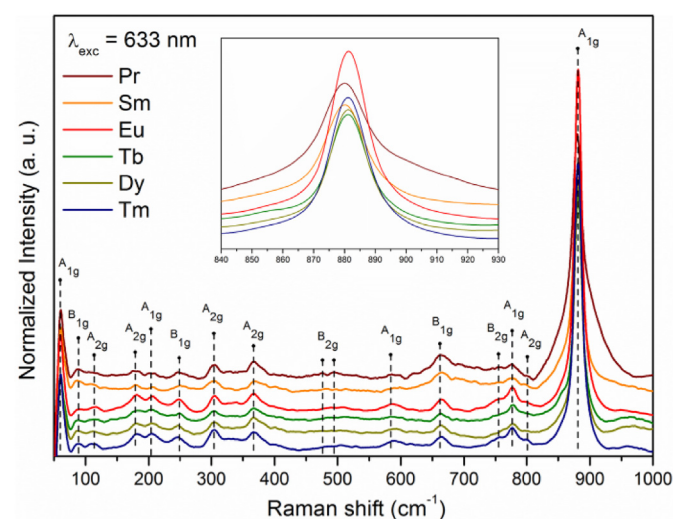 λexc = 633 nm
Pr
Sm
Eu
Tb
Dy
Tm
A1g
840 850 860 870 880 890 900 910 920 930
A1g
B1g
A2g
A2g
A1g
B1g
A2g
A2g
B2g
A1g
B1g
B2g
A1g
A2g
Normalized Intensity (a. u.)
100 200 300 400 500 600 700 800 900 1000
Raman shift (cm-1)